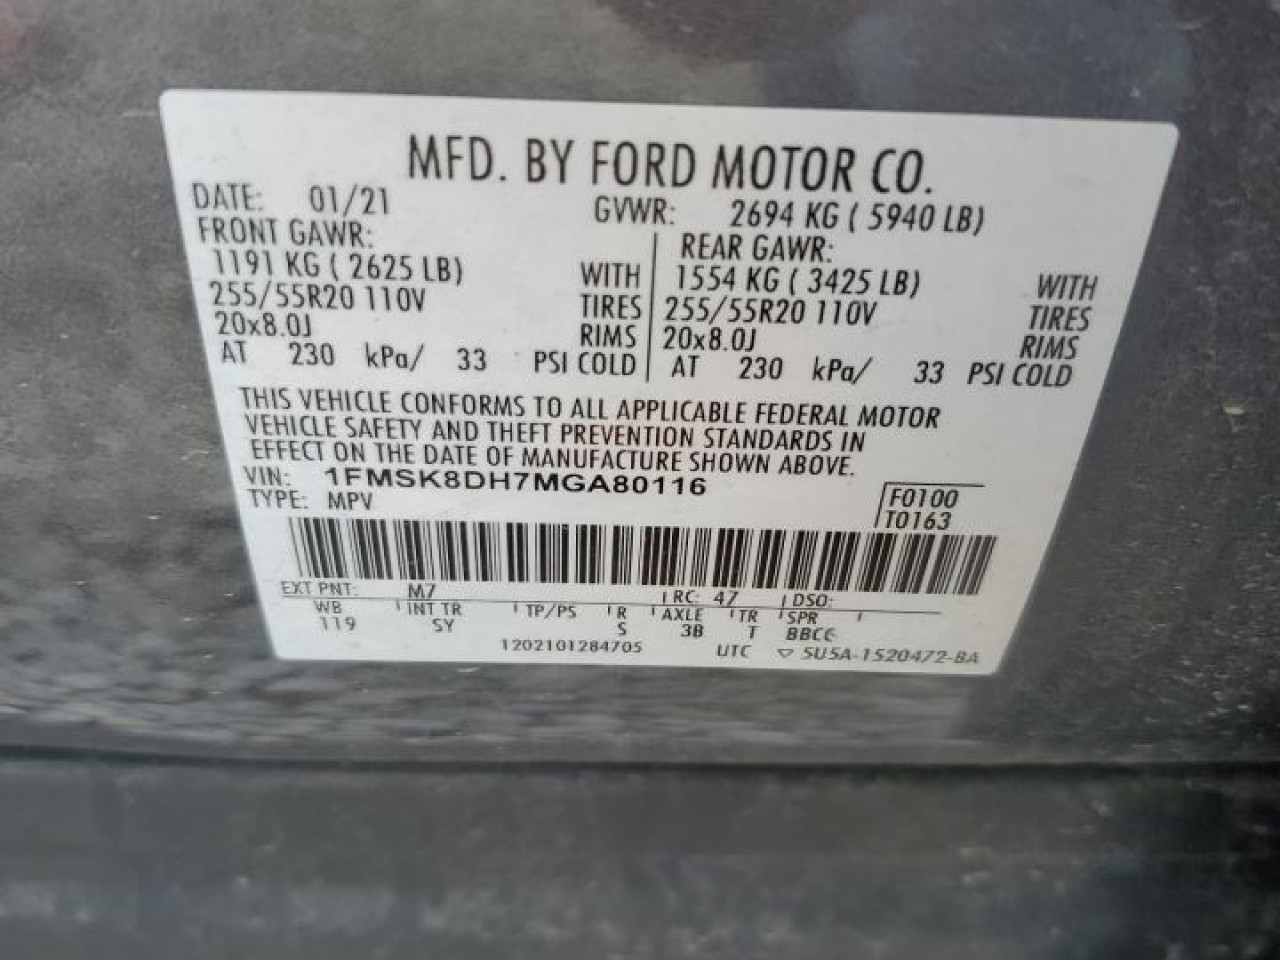 MFD. BY FORD MOTOR CO.
DATE: 01/21 GVWR: 2694 KG ( 5940 LB)
FRONT GAWR: REAR GAWR:
1191 KG ( 2625 LB) WITH 1554 KG ( 3425 LB) WITH
255/55R20 110V TIRES 255/55R20 110V TIRES
20x8.0J RIMS 20x8.0J RIMS
AT 230 kPa/ 33 PSI COLD AT 230 kPa/ 33 PSI COLD
THIS VEHICLE CONFORMS TO ALL APPLICABLE FEDERAL MOTOR
VEHICLE SAFETY AND THEFT PREVENTION STANDARDS IN
EFFECT ON THE DATE OF MANUFACTURE SHOWN ABOVE.
VIN: 1FMSK8DH7MGA80116
TYPE: MPV
F0100
T0163
EXT PNT: M7 RC: 47 DSO:
WB INT TR TP/PS R AXLE TR SPR
119 SY S 3B T BBCC
1202101284705 UTC ▽ 5U5A-1520472-BA